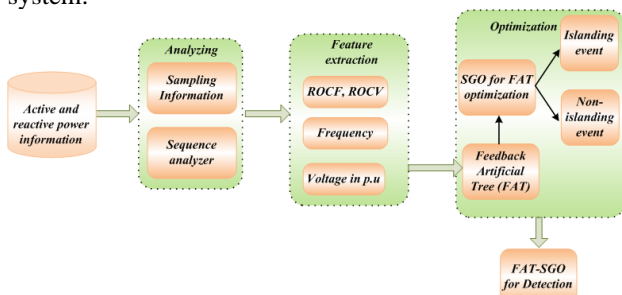 system.
Analyzing
Sampling
Information
Sequence
analyzer
Active and
reactive power
information
Feature
extraction
ROCF, ROCV
Frequency
Voltage in p.u
Optimization
SGO for FAT
optimization
Feedback
Artificial
Tree (FAT)
Islanding
event
Non-
islanding
event
FAT-SGO
for Detection